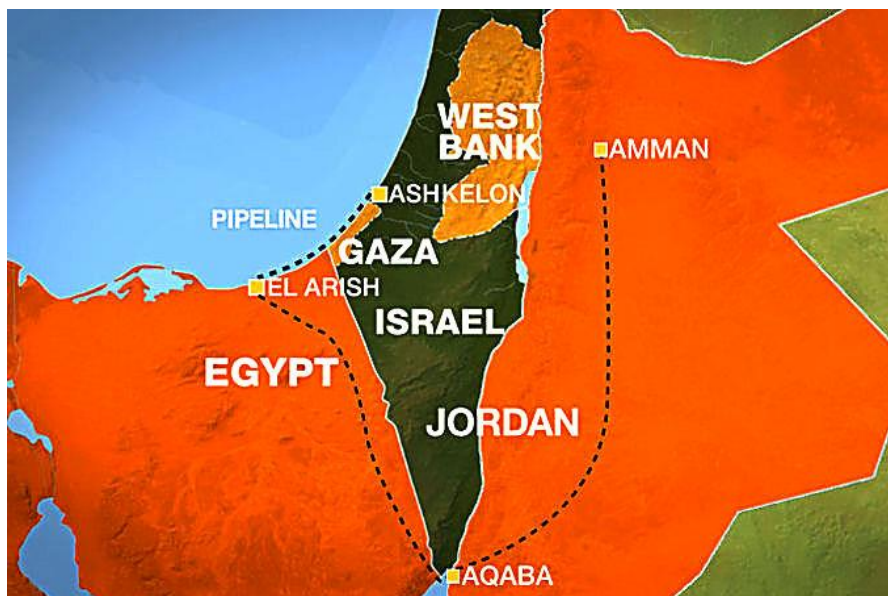 WEST
BANK
AMMAN
ASHKELON
PIPELINE
GAZA
EL ARISH
ISRAEL
EGYPT
JORDAN
AQABA